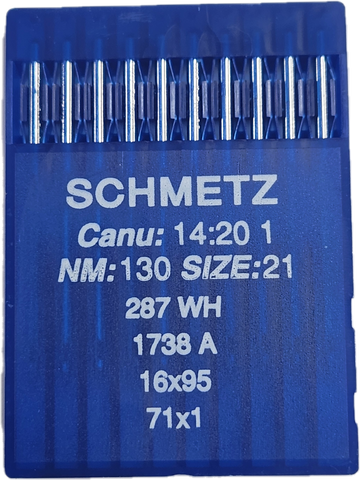 SCHMETZ
Canu: 14:20 1
NM:130 SIZE:21
287 WH
1738 A
16x95
71x1